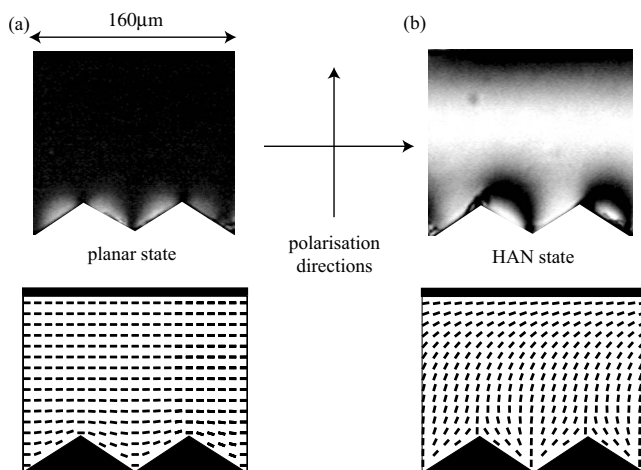 (a)
160μm
(b)
planar state
polarisation
directions
HAN state